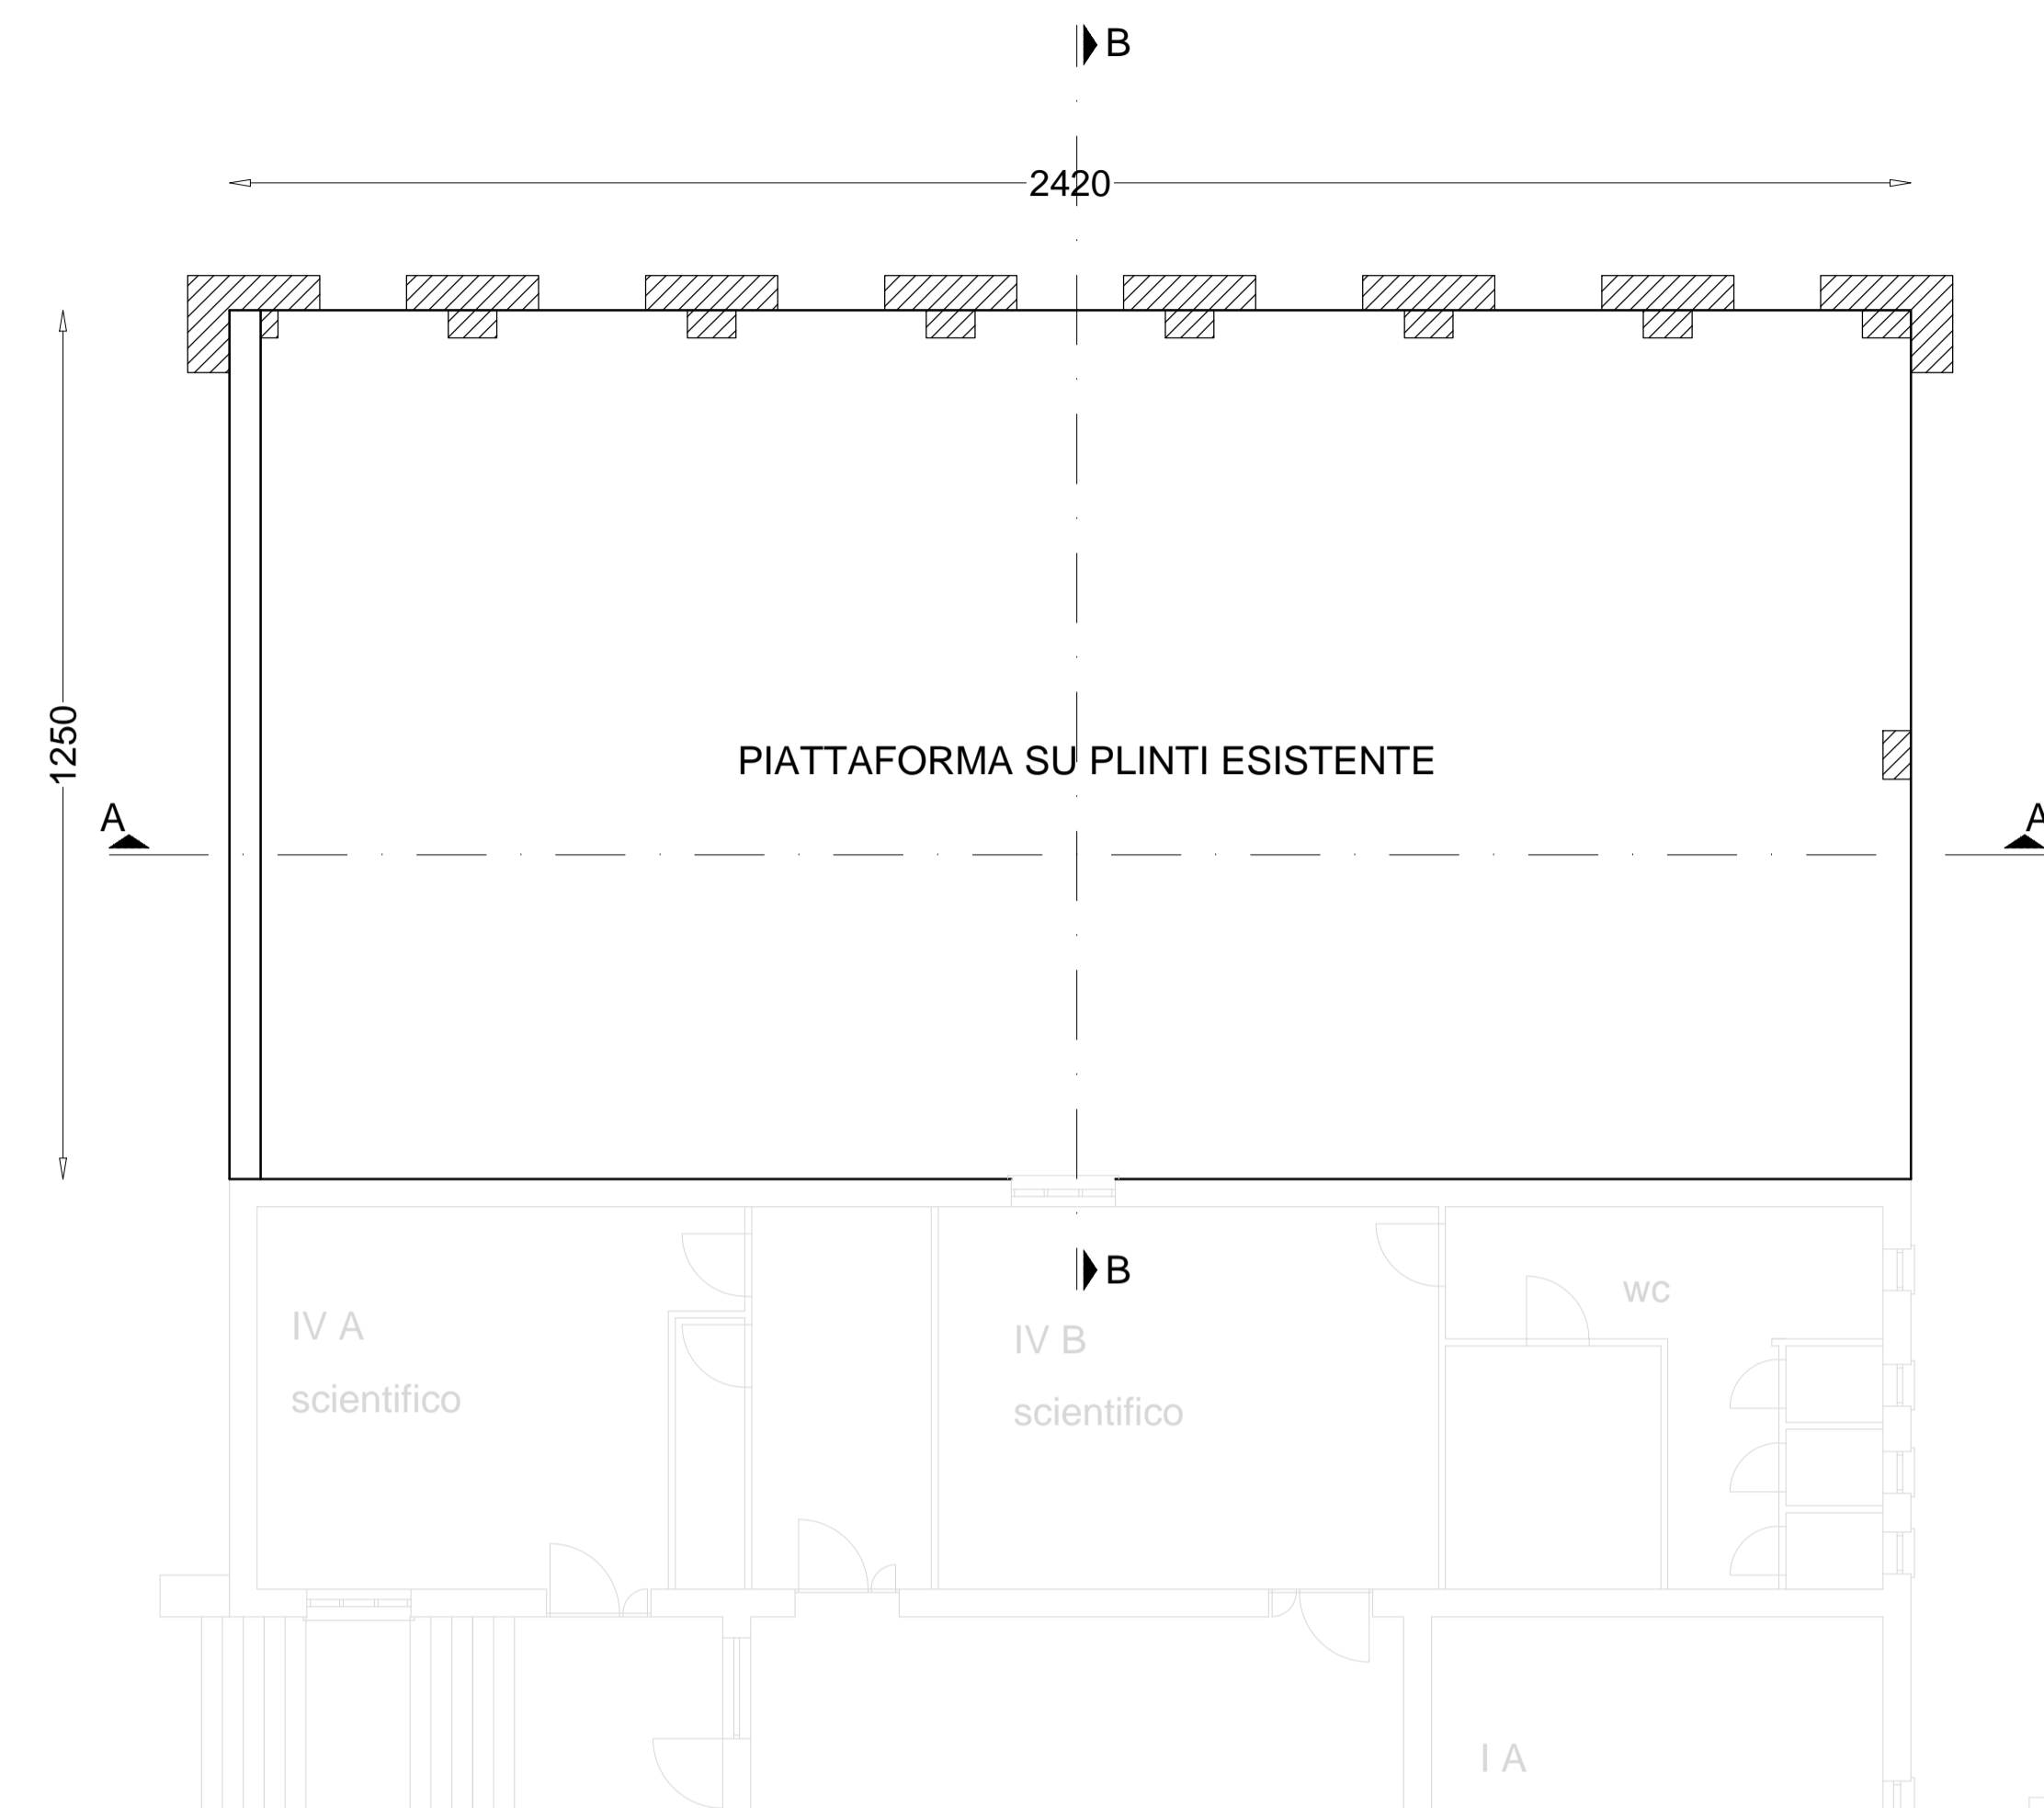 B
2420
1250
PIATTAFORMA SU PLINTI ESISTENTE
A
A
B
wc
IV A
scientifico
IV B
scientifico
I A